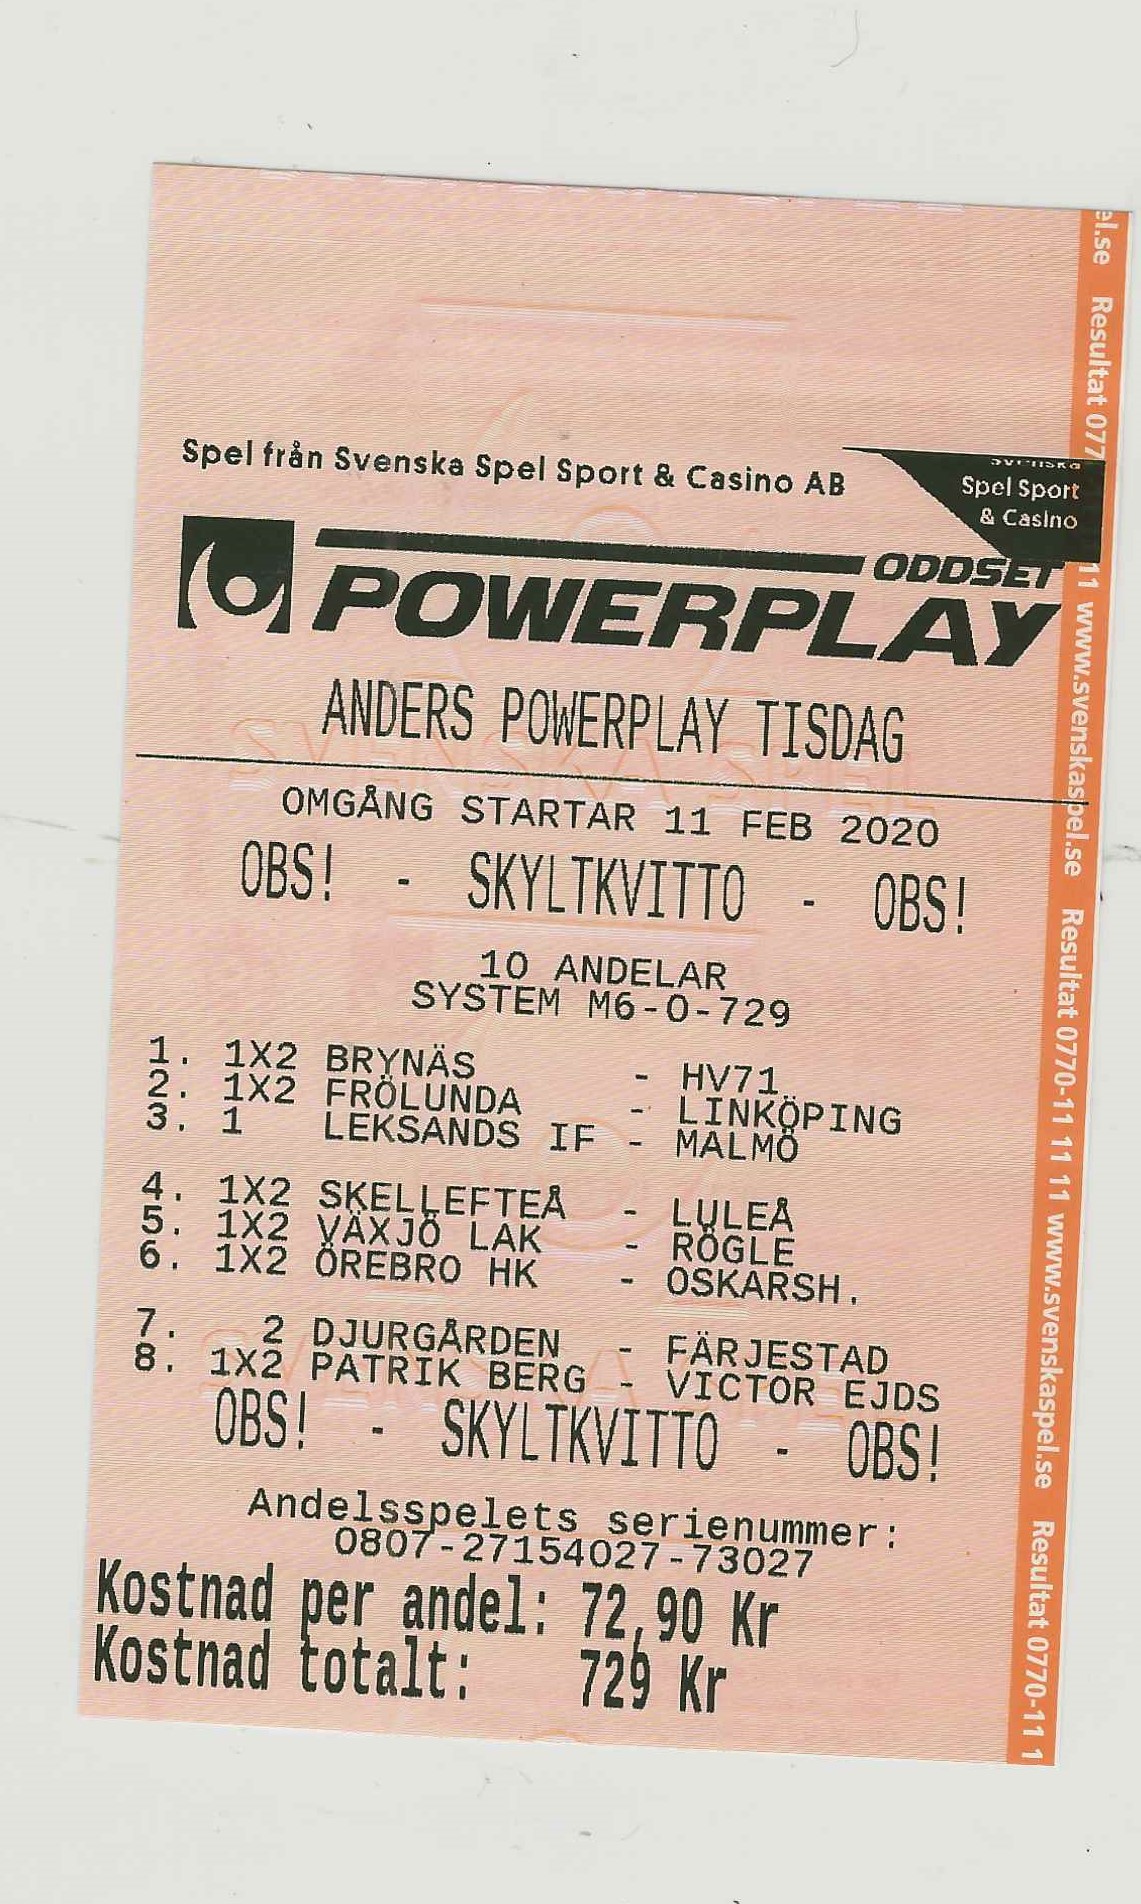 Spel från Svenska Spel Sport & Casino AB
Spel Sport
& Casino
ODDSET
POWERPLAY
ANDERS POWERPLAY TISDAG
OMGÅNG STARTAR 11 FEB 2020
OBS! - SKYLTKVITTO - OBS!
10 ANDELAR
SYSTEM M6-0-729
1. 1X2 BRYNÄS - HV71
2. 1X2 FRÖLUNDA - LINKÖPING
3. 1 LEKSANDS IF - MALMÖ
4. 1X2 SKELLEFTEÅ - LULEÅ
5. 1X2 VÄXJÖ LAK - RÖGLE
6. 1X2 ÖREBRO HK - OSKARSH.
7. 2 DJURGÅRDEN - FÄRJESTAD
8. 1X2 PATRIK BERG - VICTOR EJDS
OBS! - SKYLTKVITTO - OBS!
Andelsspelets serienummer:
0807-27154027-73027
Kostnad per andel: 72,90 Kr
Kostnad totalt: 729 Kr
el.se Resultat 077 11 www.svenskaspel.se Resultat 0770-11 11 11 www.svenskaspel.se Resultat 0770-11 1